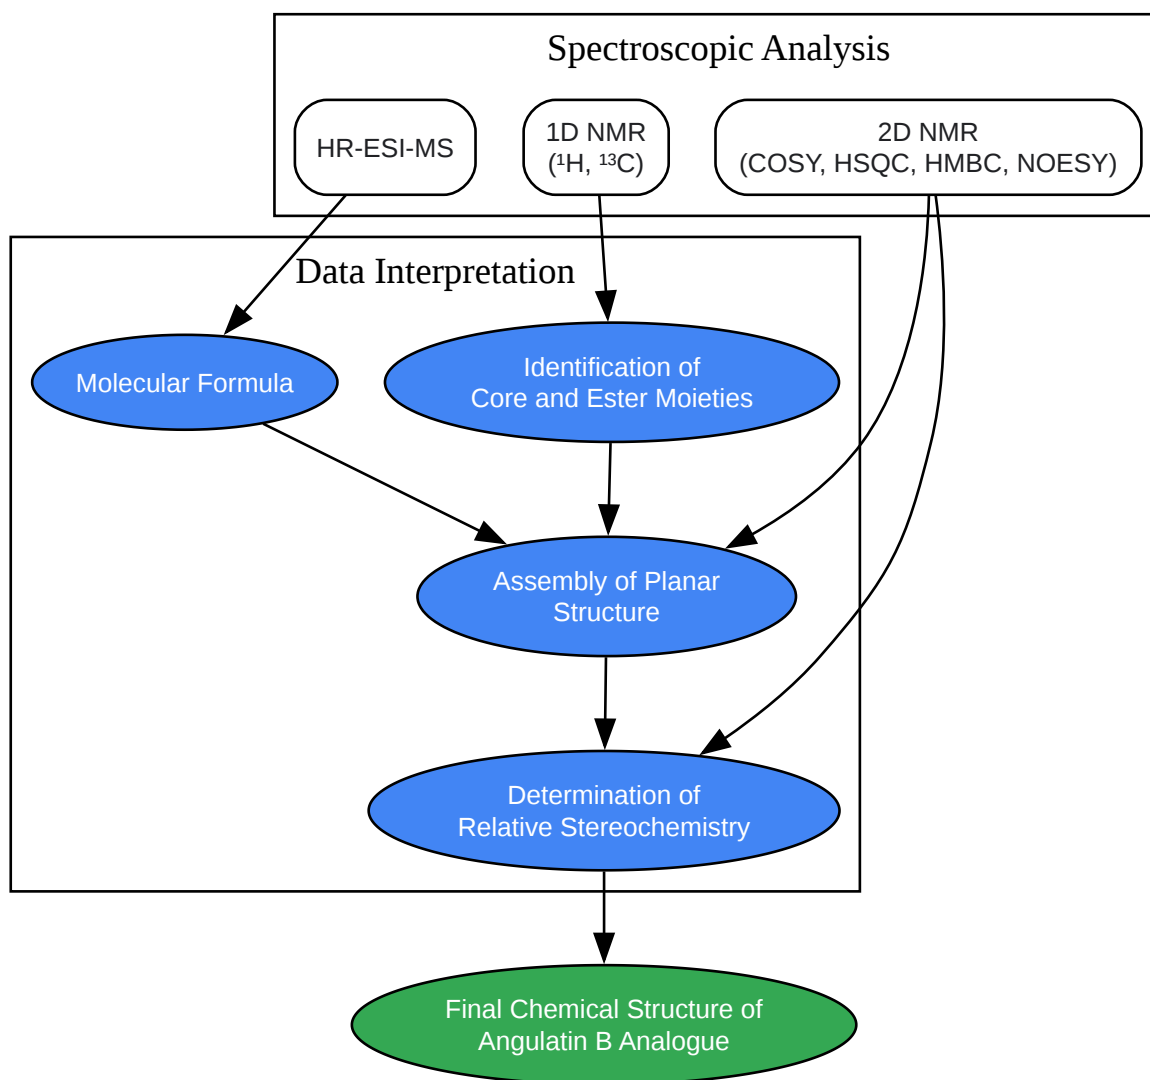 Spectroscopic Analysis
HR-ESI-MS
1D NMR
(¹H, ¹³C)
2D NMR
(COSY, HSQC, HMBC, NOESY)
Data Interpretation
Molecular Formula
Identification of
Core and Ester Moieties
Assembly of Planar
Structure
Determination of
Relative Stereochemistry
Final Chemical Structure of
Angulatin B Analogue